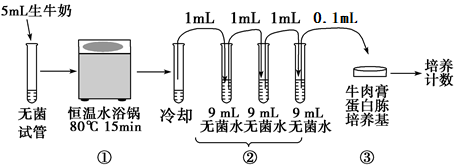 5mL生牛奶
1mL 1mL 1mL 0.1mL
无菌
试管
恒温水浴锅
80℃ 15min
冷却
9 mL 9 mL 9 mL
无菌水 无菌水 无菌水
牛肉膏
蛋白胨
培养基
培养
计数
① ② ③